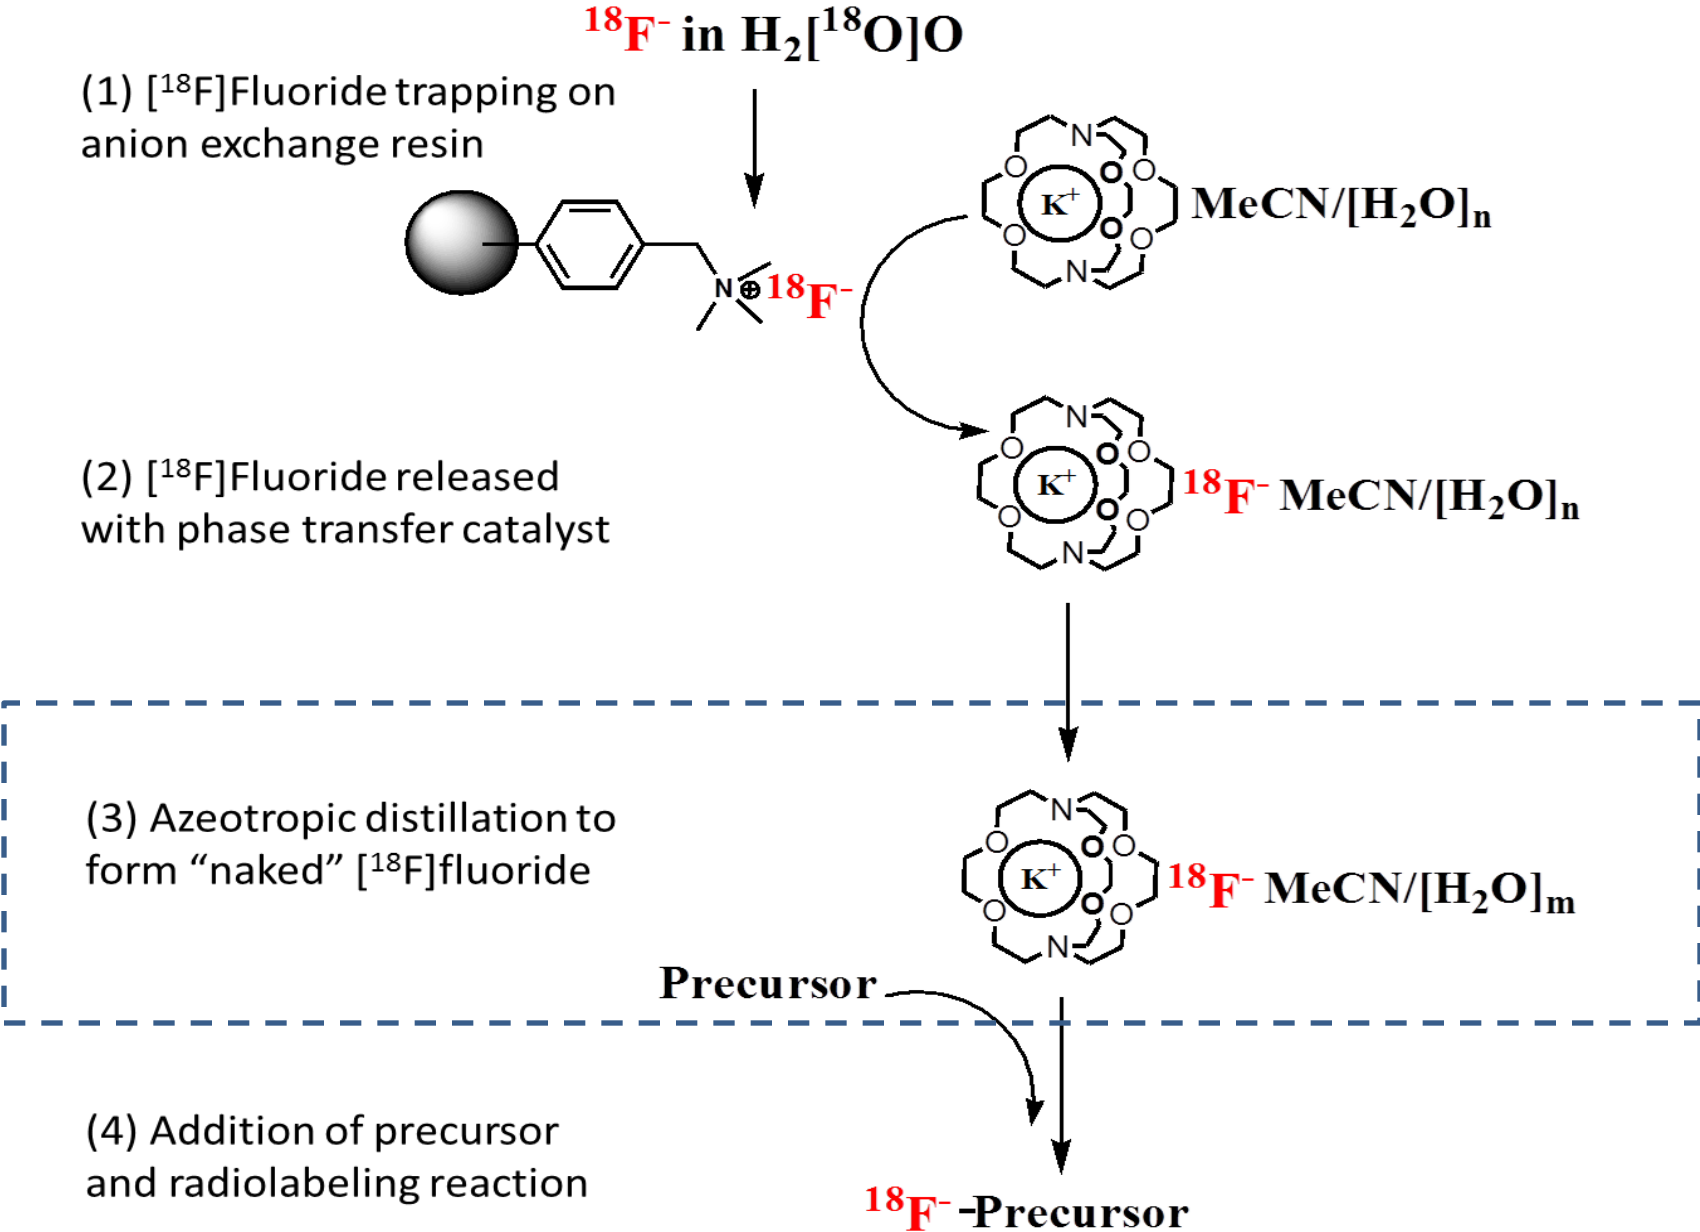 ¹⁸F⁻ in H₂[¹⁸O]O
(1) [¹⁸F]Fluoride trapping on
anion exchange resin
N
O
O
O
O
O
O
N
K⁺
MeCN/[H₂O]ₙ
N⊕ ¹⁸F⁻
(2) [¹⁸F]Fluoride released
with phase transfer catalyst
N
O
O
O
O
O
O
N
K⁺
¹⁸F⁻ MeCN/[H₂O]ₙ
(3) Azeotropic distillation to
form “naked” [¹⁸F]fluoride
N
O
O
O
O
O
O
N
K⁺
¹⁸F⁻ MeCN/[H₂O]ₘ
Precursor
(4) Addition of precursor
and radiolabeling reaction
¹⁸F⁻-Precursor